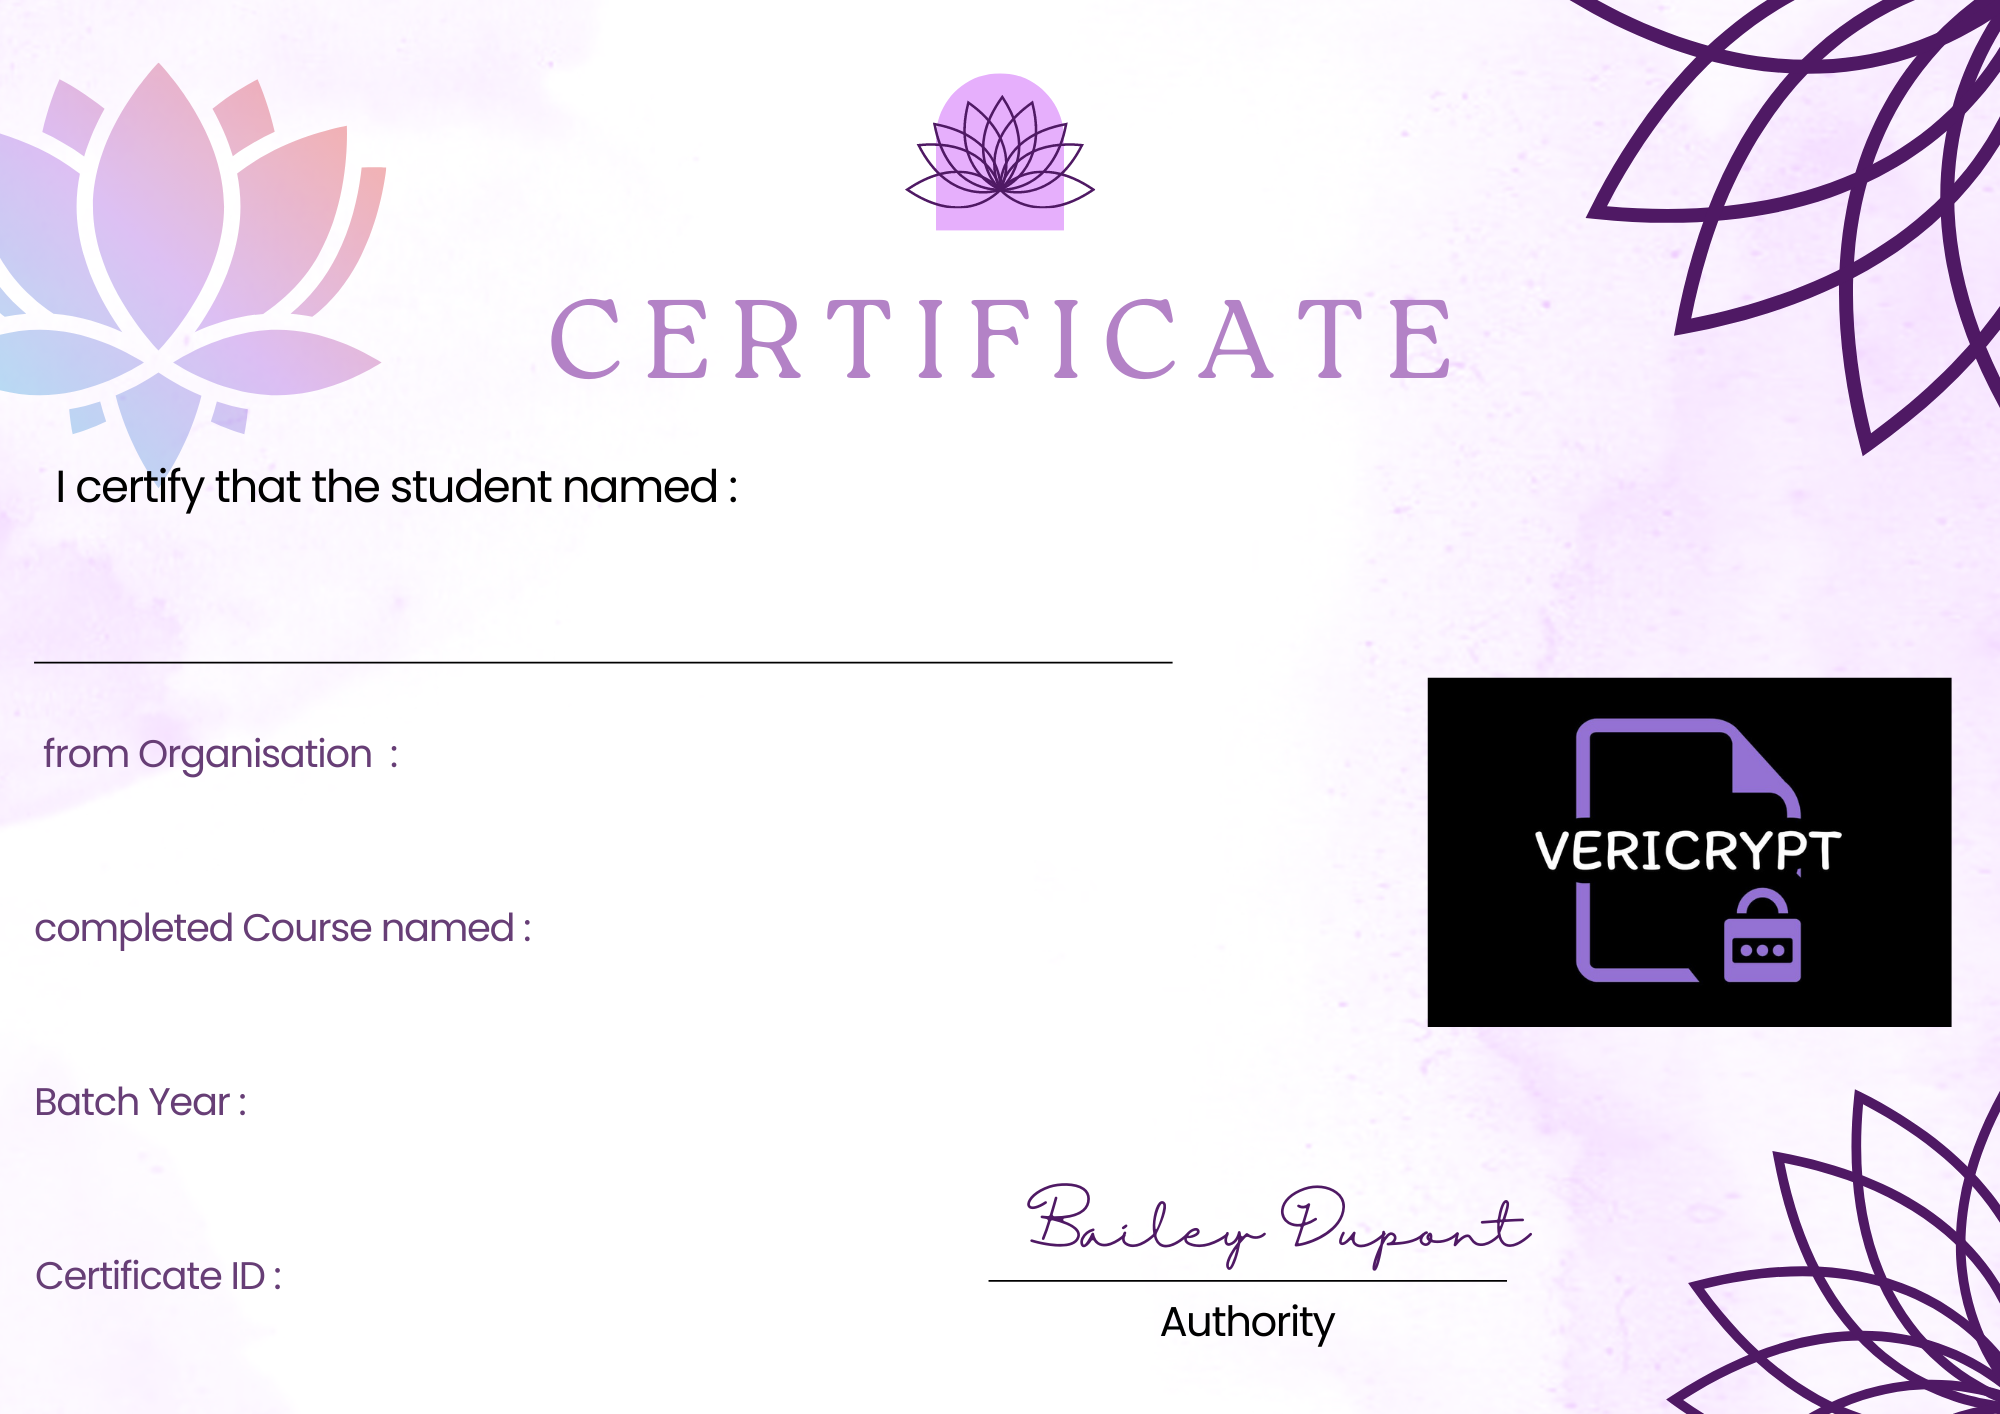 CERTIFICATE
I certify that the student named :
from Organisation :
VERICRYPT
completed Course named :
Batch Year :
Bailey Dupont
Certificate ID :
Authority